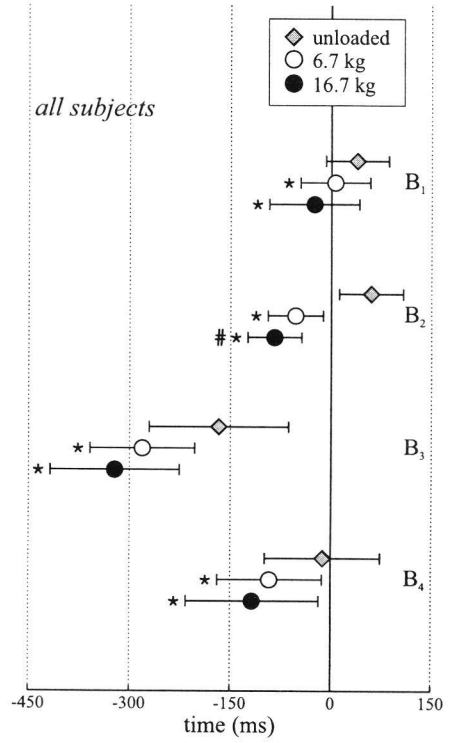 unloaded
6.7 kg
16.7 kg
all subjects
* B₁
*
* B₂
# *
* B₃
*
* B₄
*
-450 -300 -150 0 150
time (ms)